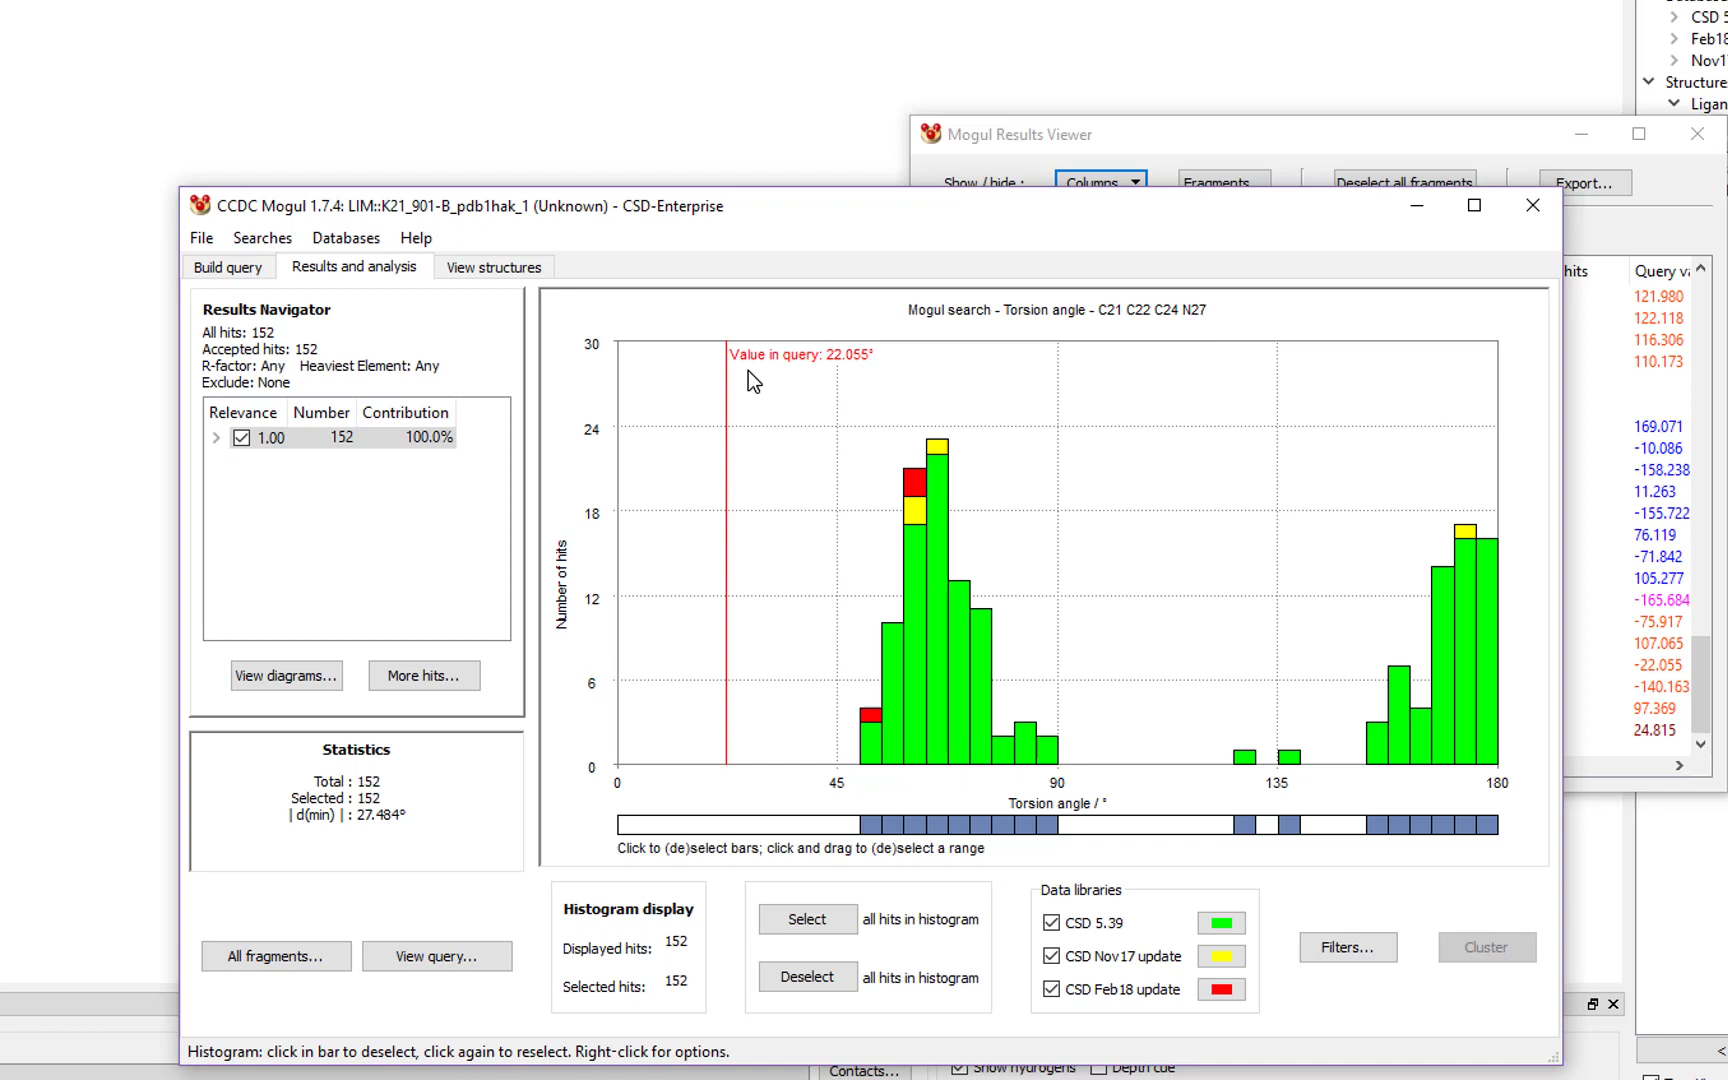 CSD 5
Feb18
Nov1
Structure
Ligan
Mogul Results Viewer
Show / hide :
Columns
Fragments
Deselect all fragments
Export...
CCDC Mogul 1.7.4: LIM::K21_901-B_pdb1hak_1 (Unknown) - CSD-Enterprise
File Searches Databases Help
Build query Results and analysis View structures
Results Navigator
All hits: 152
Accepted hits: 152
R-factor: Any Heaviest Element: Any
Exclude: None
Relevance Number Contribution
1.00 152 100.0%
View diagrams... More hits...
Statistics
Total : 152
Selected : 152
| d(min) | : 27.484°
All fragments... View query...
Mogul search - Torsion angle - C21 C22 C24 N27
Value in query: 22.055°
30
24
18
12
6
0
Number of hits
0 45 90 135 180
Torsion angle / °
Click to (de)select bars; click and drag to (de)select a range
Histogram display
Displayed hits: 152
Selected hits: 152
Select all hits in histogram
Deselect all hits in histogram
Data libraries
CSD 5.39
CSD Nov17 update
CSD Feb18 update
Filters... Cluster
Histogram: click in bar to deselect, click again to reselect. Right-click for options.
hits Query va
121.980
122.118
116.306
110.173
169.071
-10.086
-158.238
11.263
-155.722
76.119
-71.842
105.277
-165.684
-75.917
107.065
-22.055
-140.163
97.369
24.815
Contacts...
Show hydrogens
Depth cue